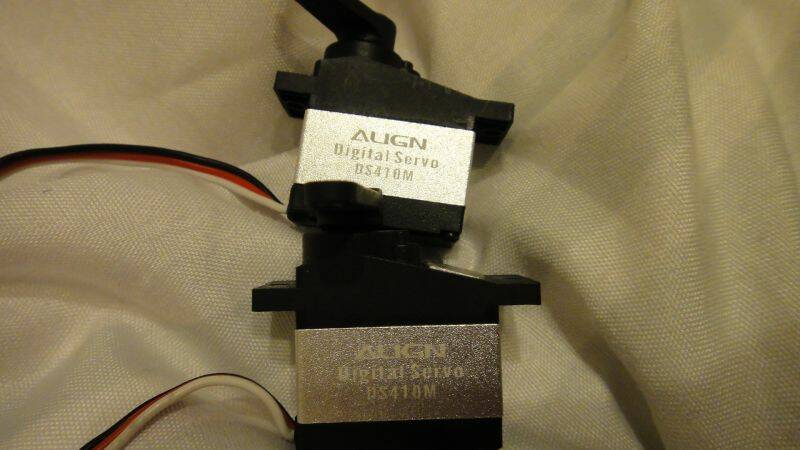 ALIGN
Digital Servo
DS410M
ALIGN
Digital Servo
DS410M